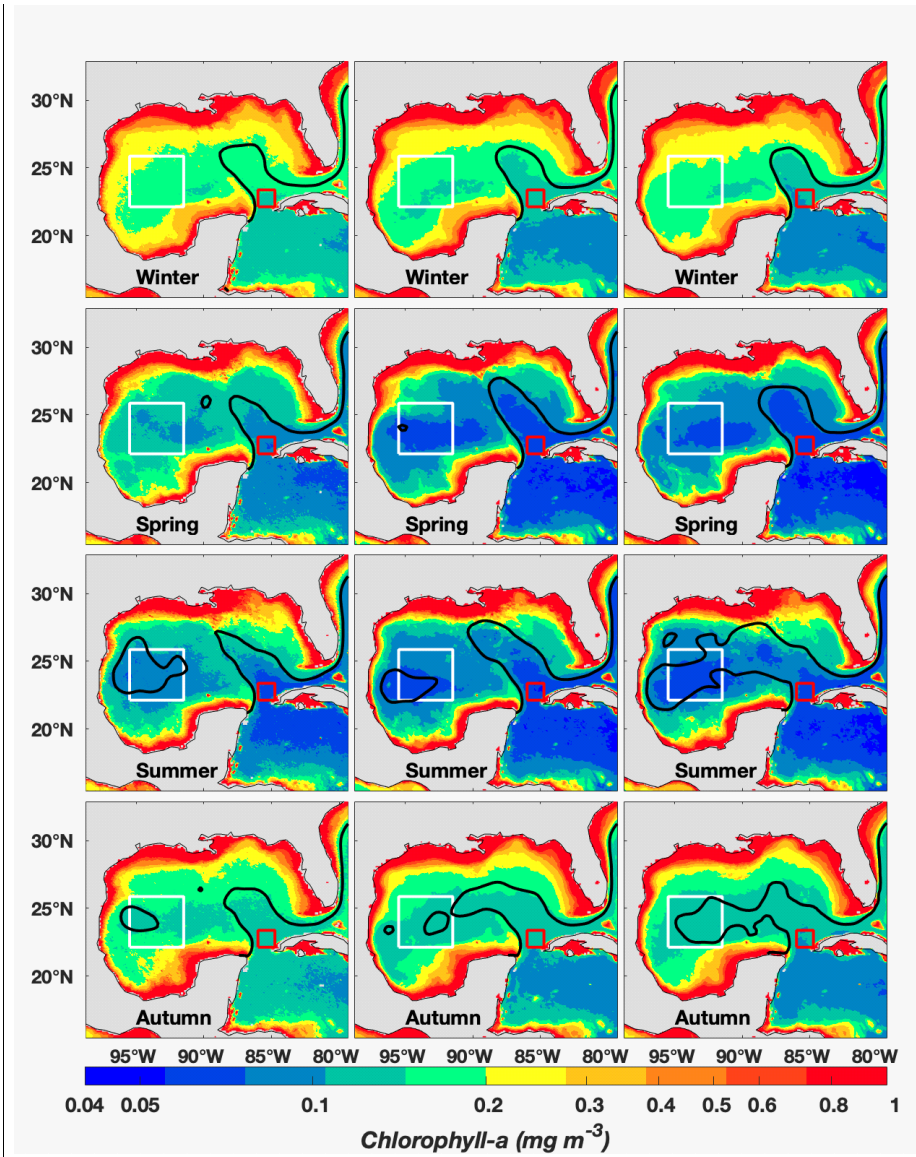 30°N
25°N
20°N
Winter Winter Winter
30°N
25°N
20°N
Spring Spring Spring
30°N
25°N
20°N
Summer Summer Summer
30°N
25°N
20°N
Autumn Autumn Autumn
95°W 90°W 85°W 80°W 95°W 90°W 85°W 80°W 95°W 90°W 85°W 80°W
0.04 0.05 0.1 0.2 0.3 0.4 0.5 0.6 0.8 1
Chlorophyll-a (mg m⁻³)